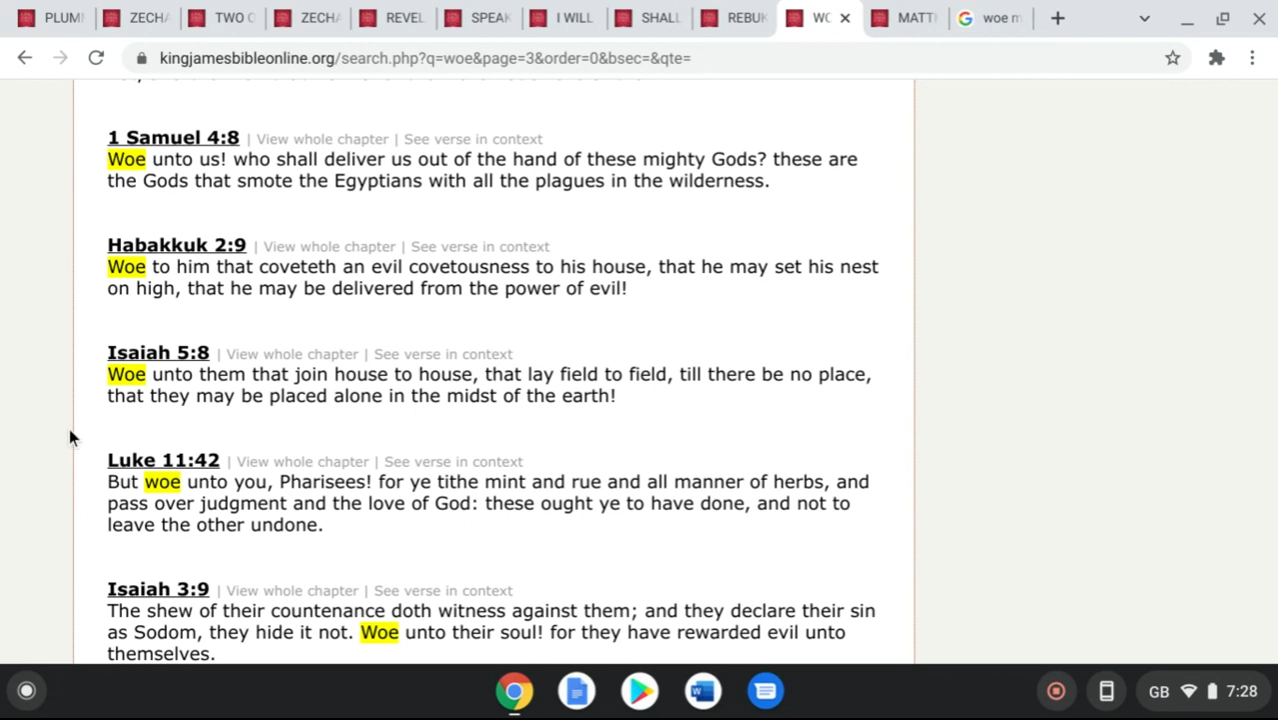 PLUM
ZECHA
TWO O
ZECHA
REVEL
SPEAK
I WILL
SHALL
REBUK
WO
MATT
woe m
kingjamesbibleonline.org/search.php?q=woe&page=3&order=0&bsec=&qte=
1 Samuel 4:8 | View whole chapter | See verse in context
Woe unto us! who shall deliver us out of the hand of these mighty Gods? these are
the Gods that smote the Egyptians with all the plagues in the wilderness.
Habakkuk 2:9 | View whole chapter | See verse in context
Woe to him that coveteth an evil covetousness to his house, that he may set his nest
on high, that he may be delivered from the power of evil!
Isaiah 5:8 | View whole chapter | See verse in context
Woe unto them that join house to house, that lay field to field, till there be no place,
that they may be placed alone in the midst of the earth!
Luke 11:42 | View whole chapter | See verse in context
But woe unto you, Pharisees! for ye tithe mint and rue and all manner of herbs, and
pass over judgment and the love of God: these ought ye to have done, and not to
leave the other undone.
Isaiah 3:9 | View whole chapter | See verse in context
The shew of their countenance doth witness against them; and they declare their sin
as Sodom, they hide it not. Woe unto their soul! for they have rewarded evil unto
themselves.
GB 7:28